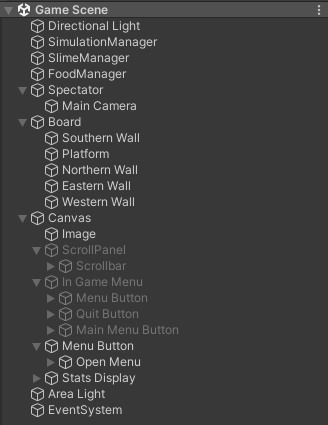 Game Scene
Directional Light
SimulationManager
SlimeManager
FoodManager
Spectator
Main Camera
Board
Southern Wall
Platform
Northern Wall
Eastern Wall
Western Wall
Canvas
Image
ScrollPanel
Scrollbar
In Game Menu
Menu Button
Quit Button
Main Menu Button
Menu Button
Open Menu
Stats Display
Area Light
EventSystem